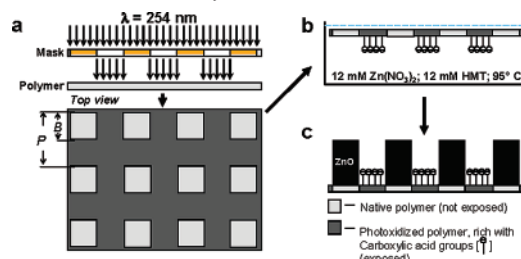 a
λ = 254 nm
Mask
Polymer
Top view
B
P
b
12 mM Zn(NO₃)₂; 12 mM HMT; 95° C
c
ZnO
Native polymer (not exposed)
Photoxidized polymer, rich with
Carboxylic acid groups [ ]
(exposed)